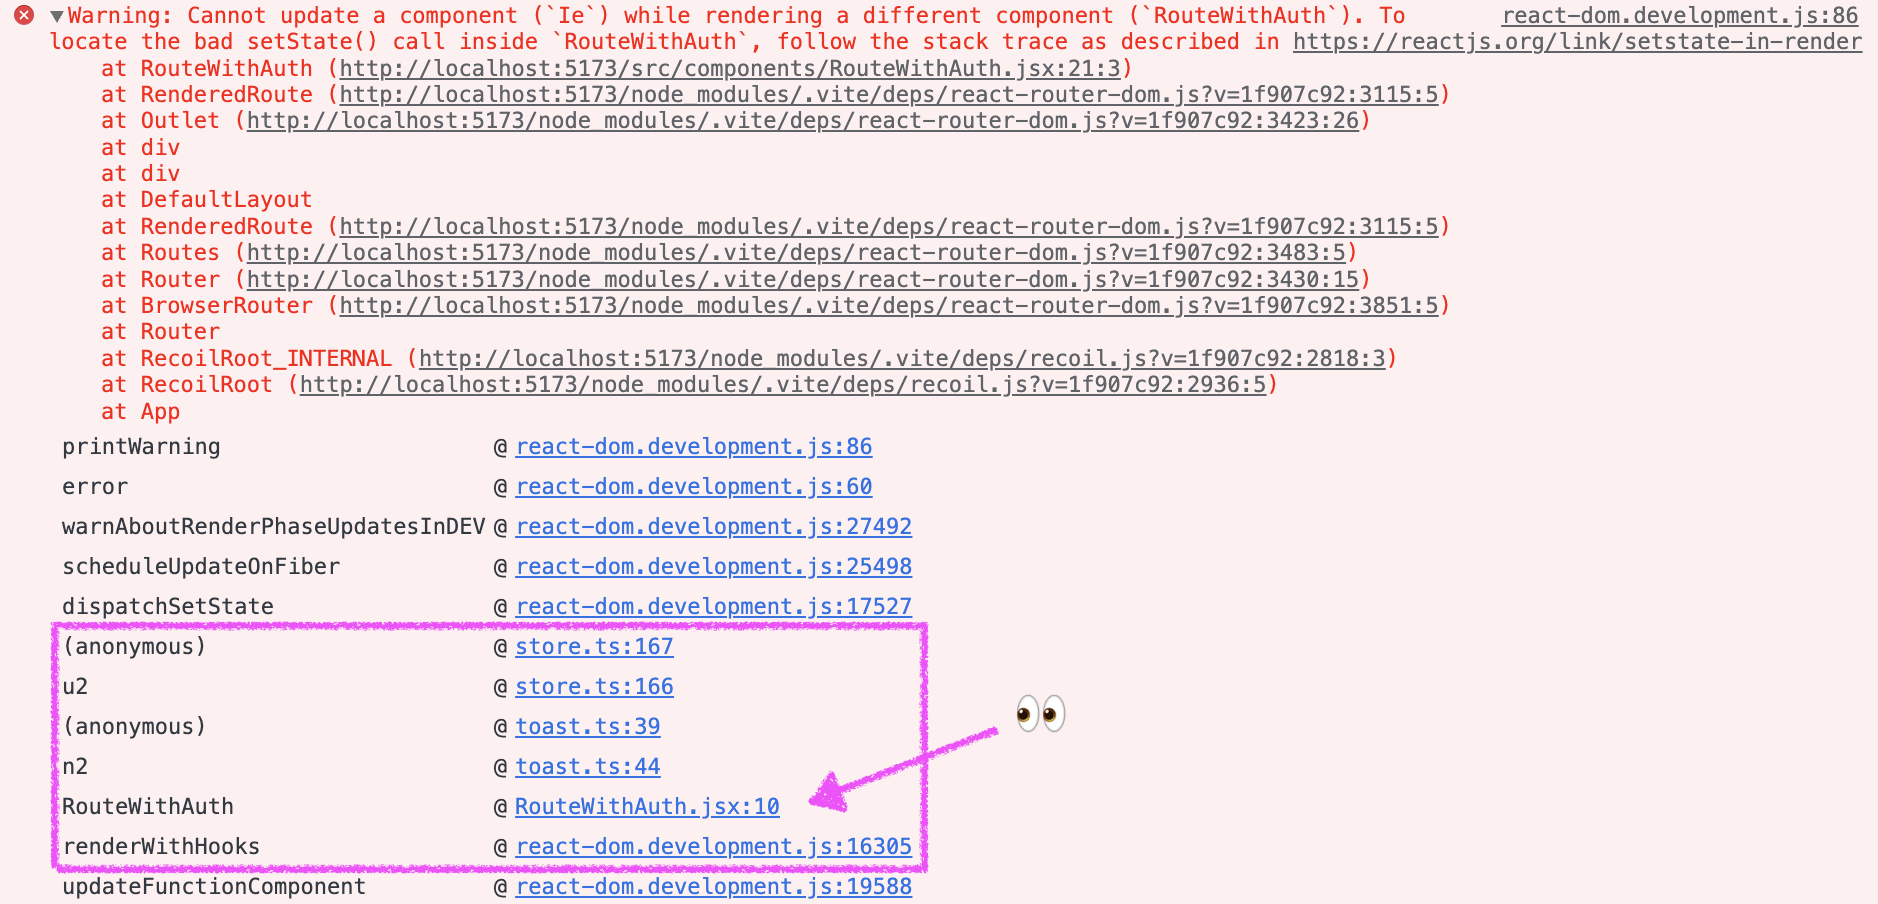 ▼Warning: Cannot update a component (`Ie`) while rendering a different component (`RouteWithAuth`). To react-dom.development.js:86
locate the bad setState() call inside `RouteWithAuth`, follow the stack trace as described in https://reactjs.org/link/setstate-in-render
at RouteWithAuth (http://localhost:5173/src/components/RouteWithAuth.jsx:21:3)
at RenderedRoute (http://localhost:5173/node_modules/.vite/deps/react-router-dom.js?v=1f907c92:3115:5)
at Outlet (http://localhost:5173/node_modules/.vite/deps/react-router-dom.js?v=1f907c92:3423:26)
at div
at div
at DefaultLayout
at RenderedRoute (http://localhost:5173/node_modules/.vite/deps/react-router-dom.js?v=1f907c92:3115:5)
at Routes (http://localhost:5173/node_modules/.vite/deps/react-router-dom.js?v=1f907c92:3483:5)
at Router (http://localhost:5173/node_modules/.vite/deps/react-router-dom.js?v=1f907c92:3430:15)
at BrowserRouter (http://localhost:5173/node_modules/.vite/deps/react-router-dom.js?v=1f907c92:3851:5)
at Router
at RecoilRoot_INTERNAL (http://localhost:5173/node_modules/.vite/deps/recoil.js?v=1f907c92:2818:3)
at RecoilRoot (http://localhost:5173/node_modules/.vite/deps/recoil.js?v=1f907c92:2936:5)
at App
printWarning @ react-dom.development.js:86
error @ react-dom.development.js:60
warnAboutRenderPhaseUpdatesInDEV @ react-dom.development.js:27492
scheduleUpdateOnFiber @ react-dom.development.js:25498
dispatchSetState @ react-dom.development.js:17527
(anonymous) @ store.ts:167
u2 @ store.ts:166
(anonymous) @ toast.ts:39
n2 @ toast.ts:44
RouteWithAuth @ RouteWithAuth.jsx:10
renderWithHooks @ react-dom.development.js:16305
updateFunctionComponent @ react-dom.development.js:19588